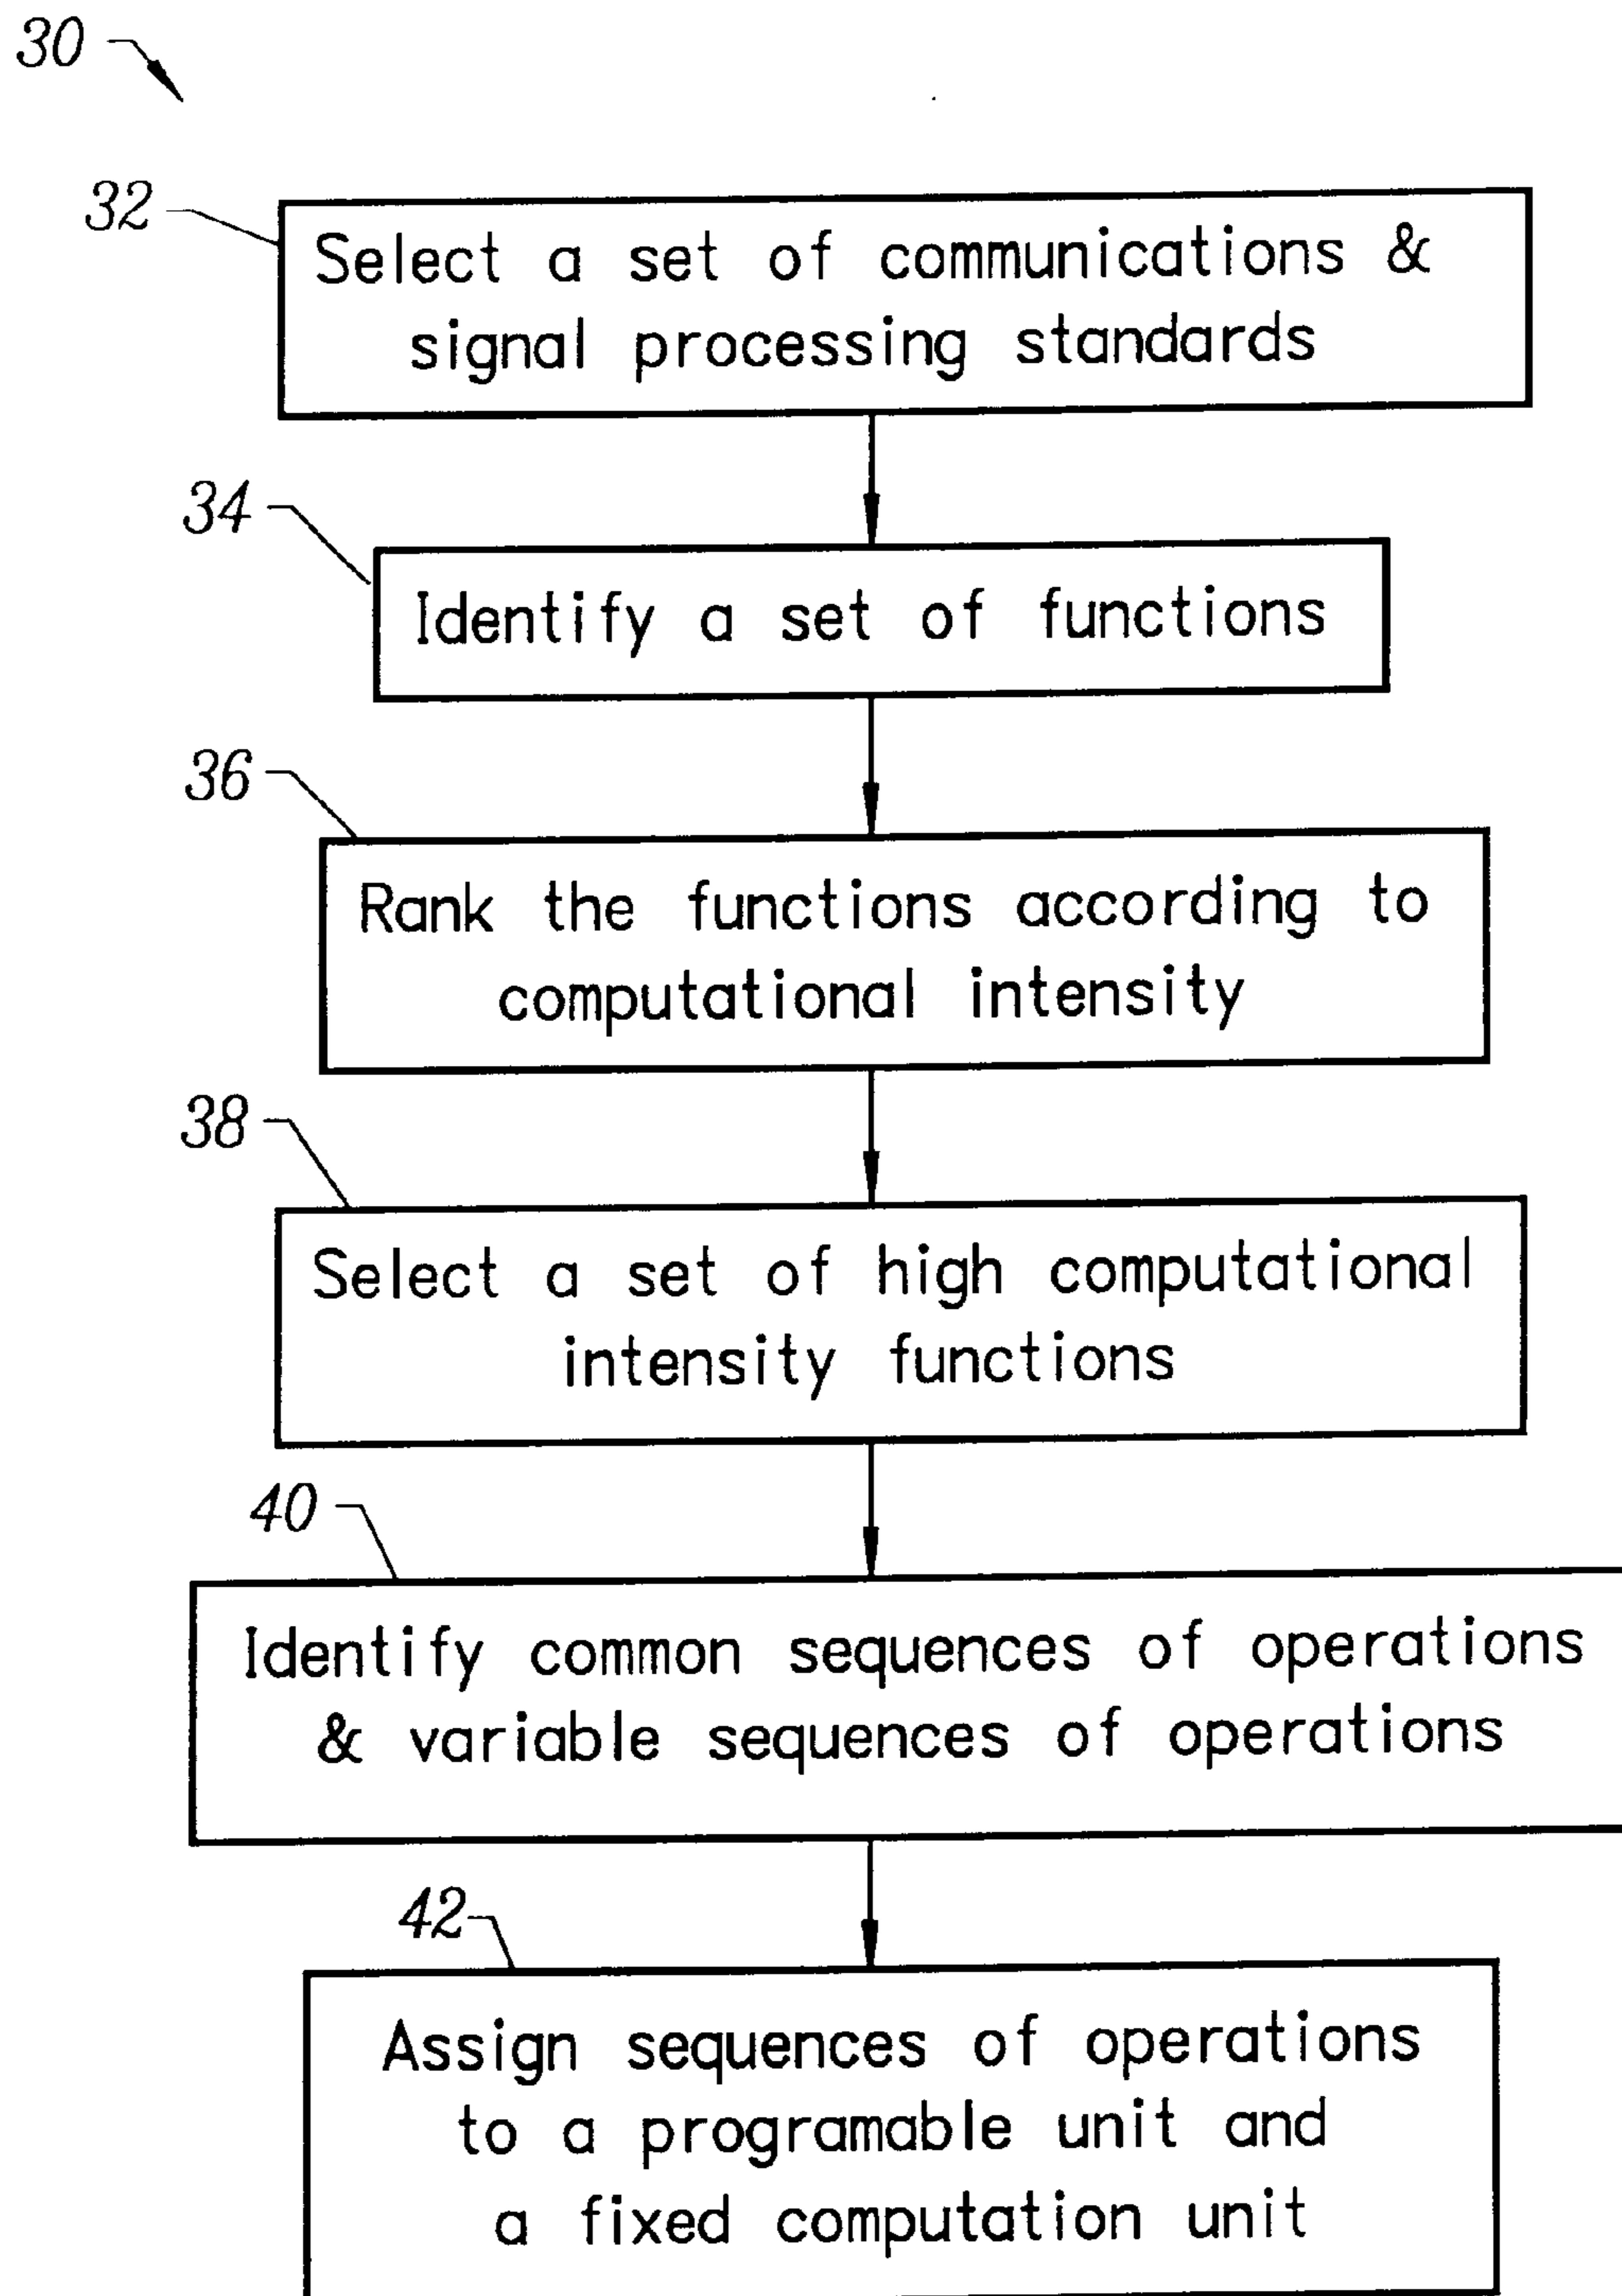 30
32
Select a set of communications &
signal processing standards
34
Identify a set of functions
36
Rank the functions according to
computational intensity
38
Select a set of high computational
intensity functions
40
Identify common sequences of operations
& variable sequences of operations
42
Assign sequences of operations
to a programable unit and
a fixed computation unit